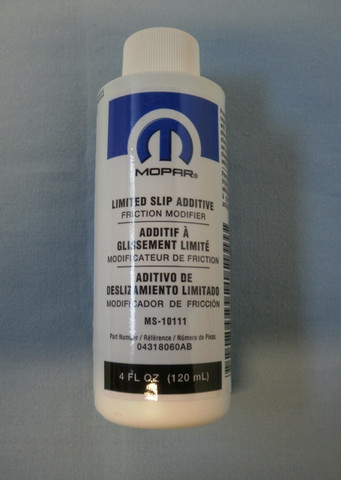 MOPAR®
LIMITED SLIP ADDITIVE
FRICTION MODIFIER
ADDITIF À
GLISSEMENT LIMITÉ
MODIFICATEUR DE FRICTION
ADITIVO DE
DESLIZAMIENTO LIMITADO
MODIFICADOR DE FRICCIÓN
MS-10111
Part Number / Référence / Número de Pieza:
04318060AB
4 FL OZ (120 mL)